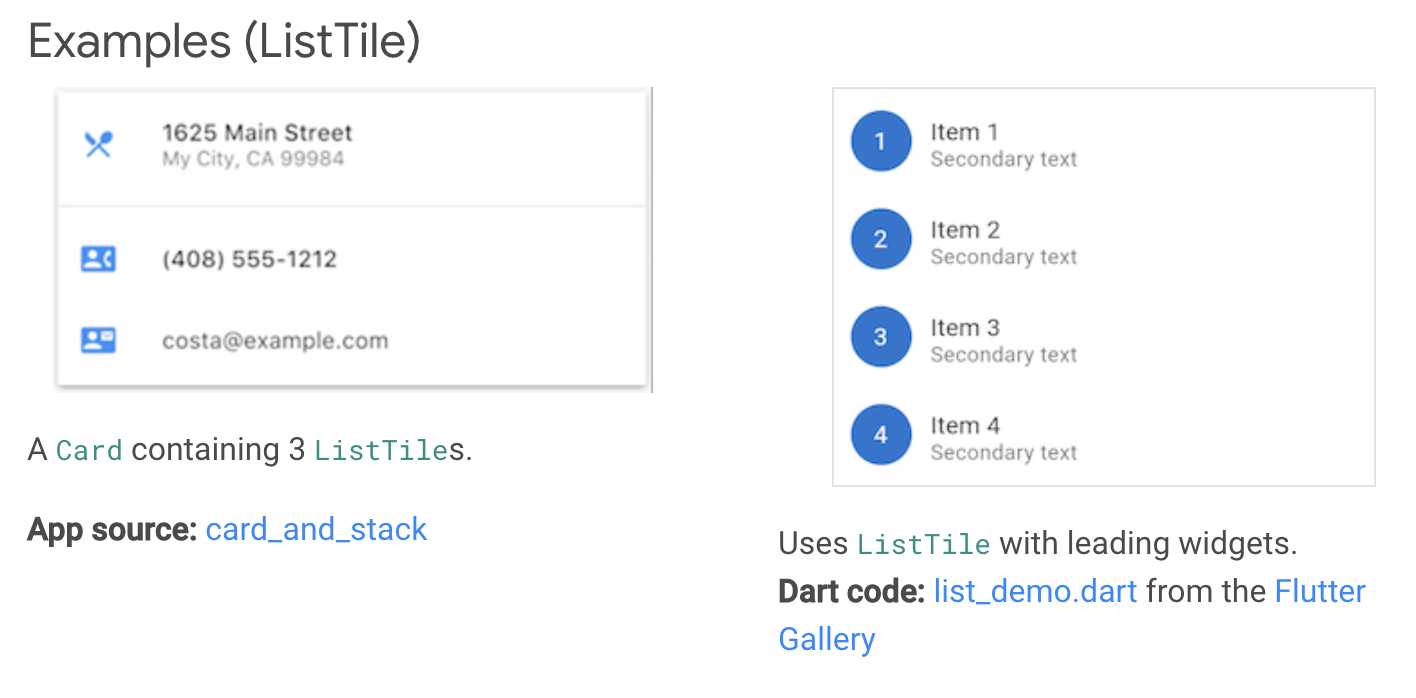 Examples (ListTile)
1625 Main Street
My City, CA 99984
(408) 555-1212
costa@example.com
A Card containing 3 ListTiles.
App source: card_and_stack
1
Item 1
Secondary text
2
Item 2
Secondary text
3
Item 3
Secondary text
4
Item 4
Secondary text
Uses ListTile with leading widgets.
Dart code: list_demo.dart from the Flutter
Gallery